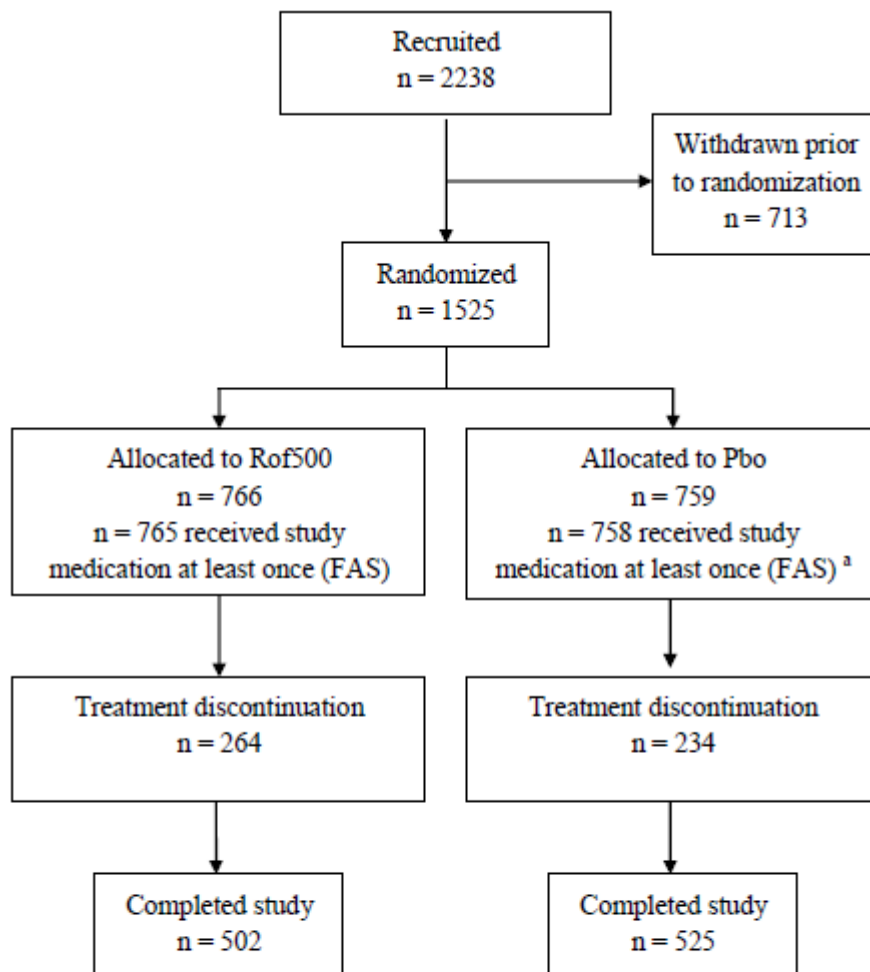 Recruited
n = 2238
Withdrawn prior
to randomization
n = 713
Randomized
n = 1525
Allocated to Rof500
n = 766
n = 765 received study
medication at least once (FAS)
Allocated to Pbo
n = 759
n = 758 received study
medication at least once (FAS) a
Treatment discontinuation
n = 264
Treatment discontinuation
n = 234
Completed study
n = 502
Completed study
n = 525